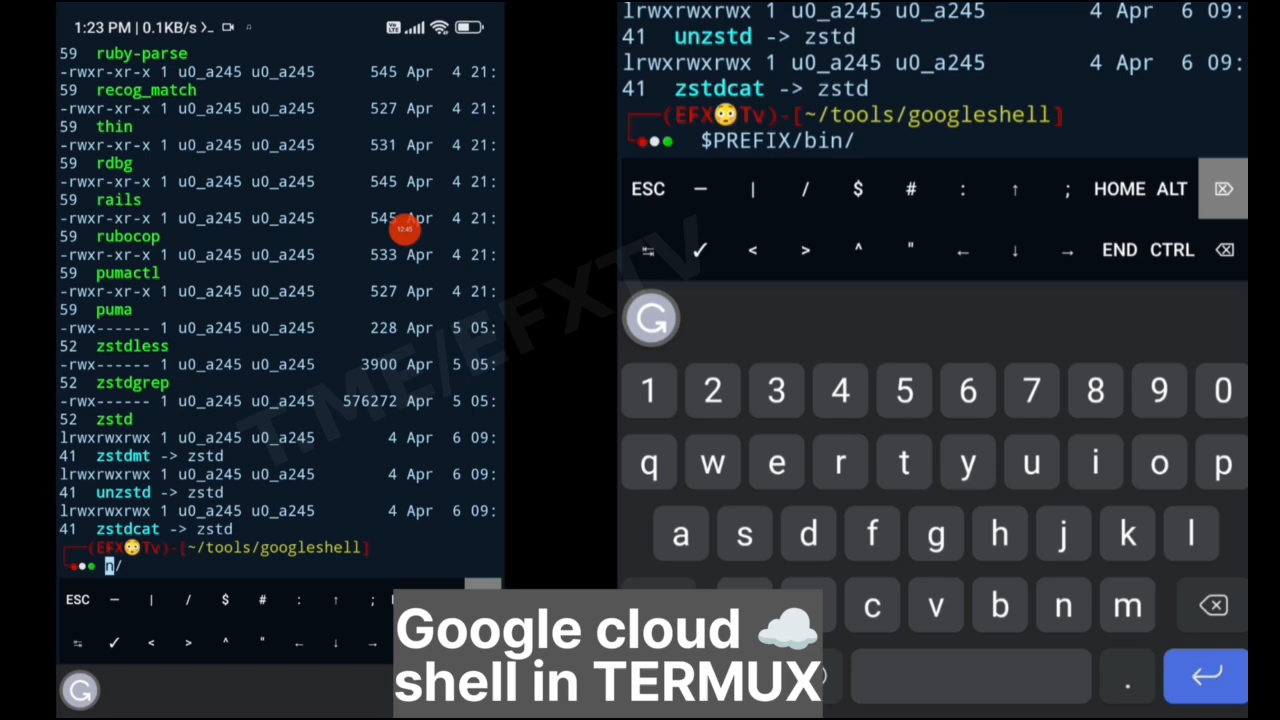 1:23 PM | 0.1KB/s >_
59 ruby-parse
-rwxr-xr-x 1 u0_a245 u0_a245 545 Apr 4 21:
59 recog_match
-rwxr-xr-x 1 u0_a245 u0_a245 527 Apr 4 21:
59 thin
-rwxr-xr-x 1 u0_a245 u0_a245 531 Apr 4 21:
59 rdbg
-rwxr-xr-x 1 u0_a245 u0_a245 545 Apr 4 21:
59 rails
-rwxr-xr-x 1 u0_a245 u0_a245 545 Apr 4 21:
59 rubocop
-rwxr-xr-x 1 u0_a245 u0_a245 533 Apr 4 21:
59 pumactl
-rwxr-xr-x 1 u0_a245 u0_a245 527 Apr 4 21:
59 puma
-rwx------ 1 u0_a245 u0_a245 228 Apr 5 05:
52 zstdless
-rwx------ 1 u0_a245 u0_a245 3900 Apr 5 05:
52 zstdgrep
-rwx------ 1 u0_a245 u0_a245 576272 Apr 5 05:
52 zstd
lrwxrwxrwx 1 u0_a245 u0_a245 4 Apr 6 09:
41 zstdmt -> zstd
lrwxrwxrwx 1 u0_a245 u0_a245 4 Apr 6 09:
41 unzstd -> zstd
lrwxrwxrwx 1 u0_a245 u0_a245 4 Apr 6 09:
41 zstdcat -> zstd
(EFX😳Tv)-[~/tools/googleshell]
n/
ESC — | / $ # : ↑ ;
↹ ✓ < > ^ " ← ↓ →
12:45
T.ME/EFXTV
lrwxrwxrwx 1 u0_a245 u0_a245 4 Apr 6 09:
41 unzstd -> zstd
lrwxrwxrwx 1 u0_a245 u0_a245 4 Apr 6 09:
41 zstdcat -> zstd
(EFX😳Tv)-[~/tools/googleshell]
$PREFIX/bin/
ESC — | / $ # : ↑ ; HOME ALT ⌦
↹ ✓ < > ^ " ← ↓ → END CTRL ⌫
1 2 3 4 5 6 7 8 9 0
q w e r t y u i o p
a s d f g h j k l
c v b n m
.
Google cloud ☁️
shell in TERMUX